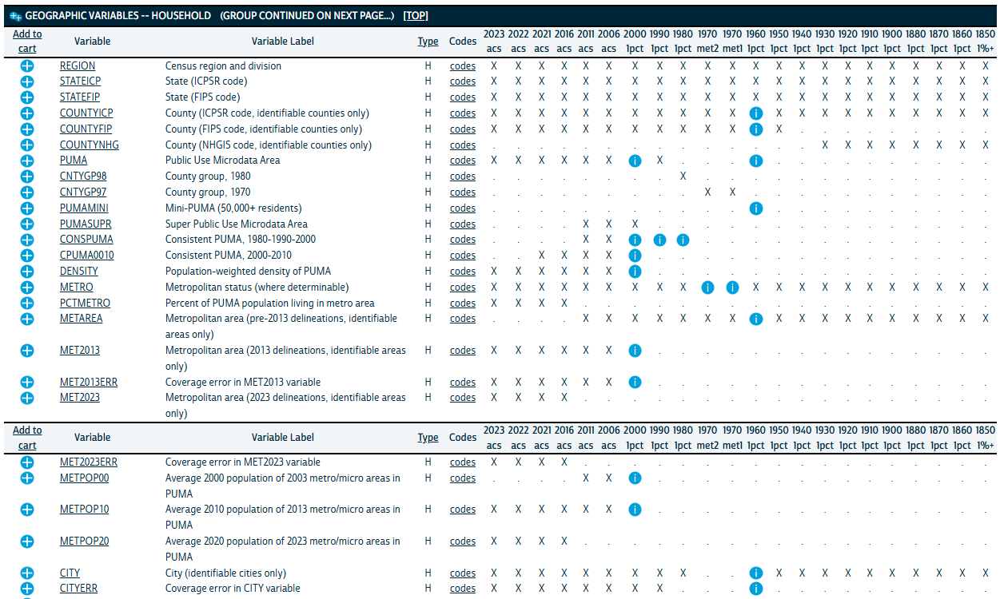 GEOGRAPHIC VARIABLES -- HOUSEHOLD (GROUP CONTINUED ON NEXT PAGE...) [TOP]
Add to cart Variable Variable Label Type Codes 2023 acs 2022 acs 2021 acs 2016 acs 2011 acs 2006 acs 2000 1pct 1990 1pct 1980 1pct 1970 met2 1970 met1 1960 1pct 1950 1pct 1940 1pct 1930 1pct 1920 1pct 1910 1pct 1900 1pct 1880 1pct 1870 1pct 1860 1pct 1850 1%+
REGION Census region and division H codes X X X X X X X X X X X X X X X X X X X X X X
STATEICP State (ICPSR code) H codes X X X X X X X X X X X X X X X X X X X X X X
STATEFIP State (FIPS code) H codes X X X X X X X X X X X X X X X X X X X X X X
COUNTYICP County (ICPSR code, identifiable counties only) H codes X X X X X X X X X X X i X X X X X X X X X X
COUNTYFIP County (FIPS code, identifiable counties only) H codes X X X X X X X X X X X i X . . . . . . . . .
COUNTYNHG County (NHGIS code, identifiable counties only) H codes . . . . . . . . . . . . . . X X X X X X X X
PUMA Public Use Microdata Area H codes X X X X X X i X . . . i . . . . . . . . . .
CNTYGP98 County group, 1980 H codes . . . . . . . . X . . . . . . . . . . . . .
CNTYGP97 County group, 1970 H codes . . . . . . . . . X X . . . . . . . . . . .
PUMAMINI Mini-PUMA (50,000+ residents) H codes . . . . . . . . . . . i . . . . . . . . . .
PUMASUPR Super Public Use Microdata Area H codes . . . . X X X . . . . . . . . . . . . . . .
CONSPUMA Consistent PUMA, 1980-1990-2000 H codes . . . . X X i i i . . . . . . . . . . . . .
CPUMA0010 Consistent PUMA, 2000-2010 H codes . . X X X X i . . . . . . . . . . . . . . .
DENSITY Population-weighted density of PUMA H codes X X X X X X i . . . . . . . . . . . . . . .
METRO Metropolitan status (where determinable) H codes X X X X X X X X X i i X X X X X X X X X X X
PCTMETRO Percent of PUMA population living in metro area H codes X X X X . . . . . . . . . . . . . . . . . .
METAREA Metropolitan area (pre-2013 delineations, identifiable H codes . . . . X X X X X X X i X X X X X X X X X X
areas only)
MET2013 Metropolitan area (2013 delineations, identifiable areas H codes X X X X X X i . . . . . . . . . . . . . . .
only)
MET2013ERR Coverage error in MET2013 variable H codes X X X X X X i . . . . . . . . . . . . . . .
MET2023 Metropolitan area (2023 delineations, identifiable areas H codes X X X X . . . . . . . . . . . . . . . . . .
only)
Add to cart Variable Variable Label Type Codes 2023 acs 2022 acs 2021 acs 2016 acs 2011 acs 2006 acs 2000 1pct 1990 1pct 1980 1pct 1970 met2 1970 met1 1960 1pct 1950 1pct 1940 1pct 1930 1pct 1920 1pct 1910 1pct 1900 1pct 1880 1pct 1870 1pct 1860 1pct 1850 1%+
MET2023ERR Coverage error in MET2023 variable H codes X X X X . . . . . . . . . . . . . . . . . .
METPOP00 Average 2000 population of 2003 metro/micro areas in H codes . . . . X X i . . . . . . . . . . . . . . .
PUMA
METPOP10 Average 2010 population of 2013 metro/micro areas in H codes X X X X X X i . . . . . . . . . . . . . . .
PUMA
METPOP20 Average 2020 population of 2023 metro/micro areas in H codes X X X X . . . . . . . . . . . . . . . . . .
PUMA
CITY City (identifiable cities only) H codes X X X X X X X X X . . i X X X X X X X X X X
CITYERR Coverage error in CITY variable H codes X X X X X X X X . . . i . . . . . . . . . .